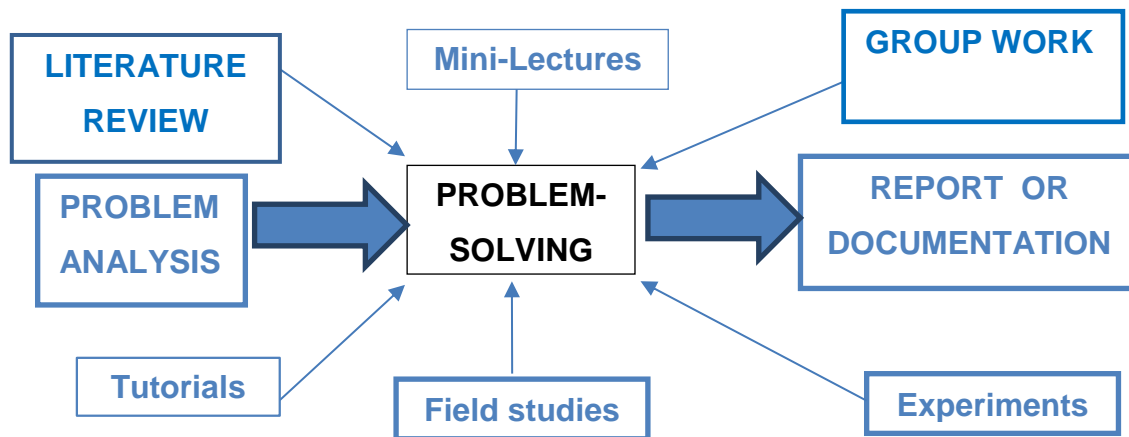 LITERATURE
REVIEW
Mini-Lectures
GROUP WORK
PROBLEM
ANALYSIS
PROBLEM-
SOLVING
REPORT OR
DOCUMENTATION
Tutorials
Field studies
Experiments